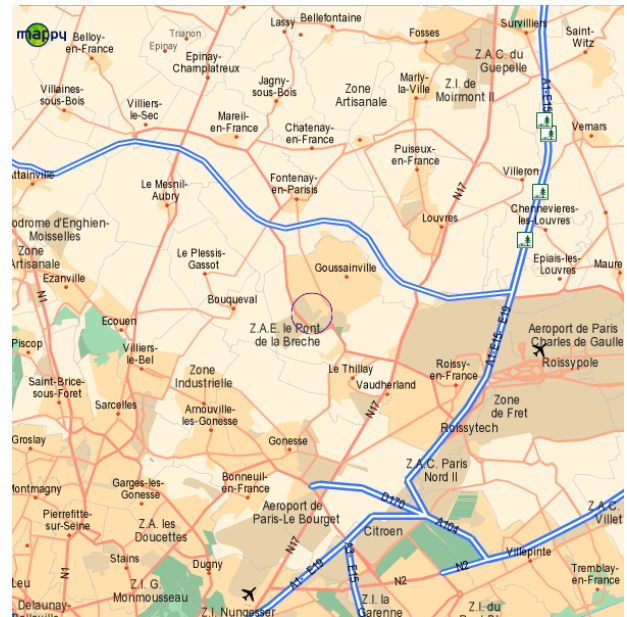 mappy
Belloy-
en-France
Trianon
Epinay
Epinay-
Champlatreux
Lassy
Bellefontaine
Fosses
Survilliers
Saint-
Witz
Z.A.C. du
Guepelle
Villaines-
sous-Bois
Villiers-
le-Sec
Jagny-
sous-Bois
Zone
Artisanale
Marly-
la-Ville
Z.I. de
Moirmont II
A1-E15
Mareil-
en-France
Chatenay-
en-France
Puiseux-
en-France
Vemars
Attainville
Le Mesnil-
Aubry
Fontenay-
en-Parisis
N17
Villeron
Louvres
Chennevieres-
les-Louvres
odrome d'Enghien-
Moisselles
Zone
Artisanale
Le Plessis-
Gassot
Goussainville
Epiais-les-
Louvres
Maure
Ezanville
N1
Bouqueval
Z.A.E. le Pont
de la Breche
A1-E15- E19
Aeroport de Paris
Charles de Gaulle
Roissypole
Ecouen
Piscop
Villiers-
le-Bel
Zone
Industrielle
Le Thillay
Vaudherland
Roissy-
en-France
Zone
de Fret
Saint-Brice-
sous-Foret
Sarcelles
Arnouville-
les-Gonesse
N17
Roissytech
Groslay
Gonesse
Z.A.C. Paris
Nord II
Montmagny
Garges-les-
Gonesse
Bonneuil-
en-France
D170
Z.A.C.
Villet
Pierrefitte-
sur-Seine
Z.A. les
Doucettes
Aeroport de
Paris-Le Bourget
Citroen
A104
Stains
Dugny
N17
A3- E15
Villepinte
N1
A1- E19
N2
N2
Tremblay-
en-France
Leu
Z.I. G.
Monmousseau
Delaunay-
Z.I. Nungesser
Z.I. la
Garenne
Z.I. du